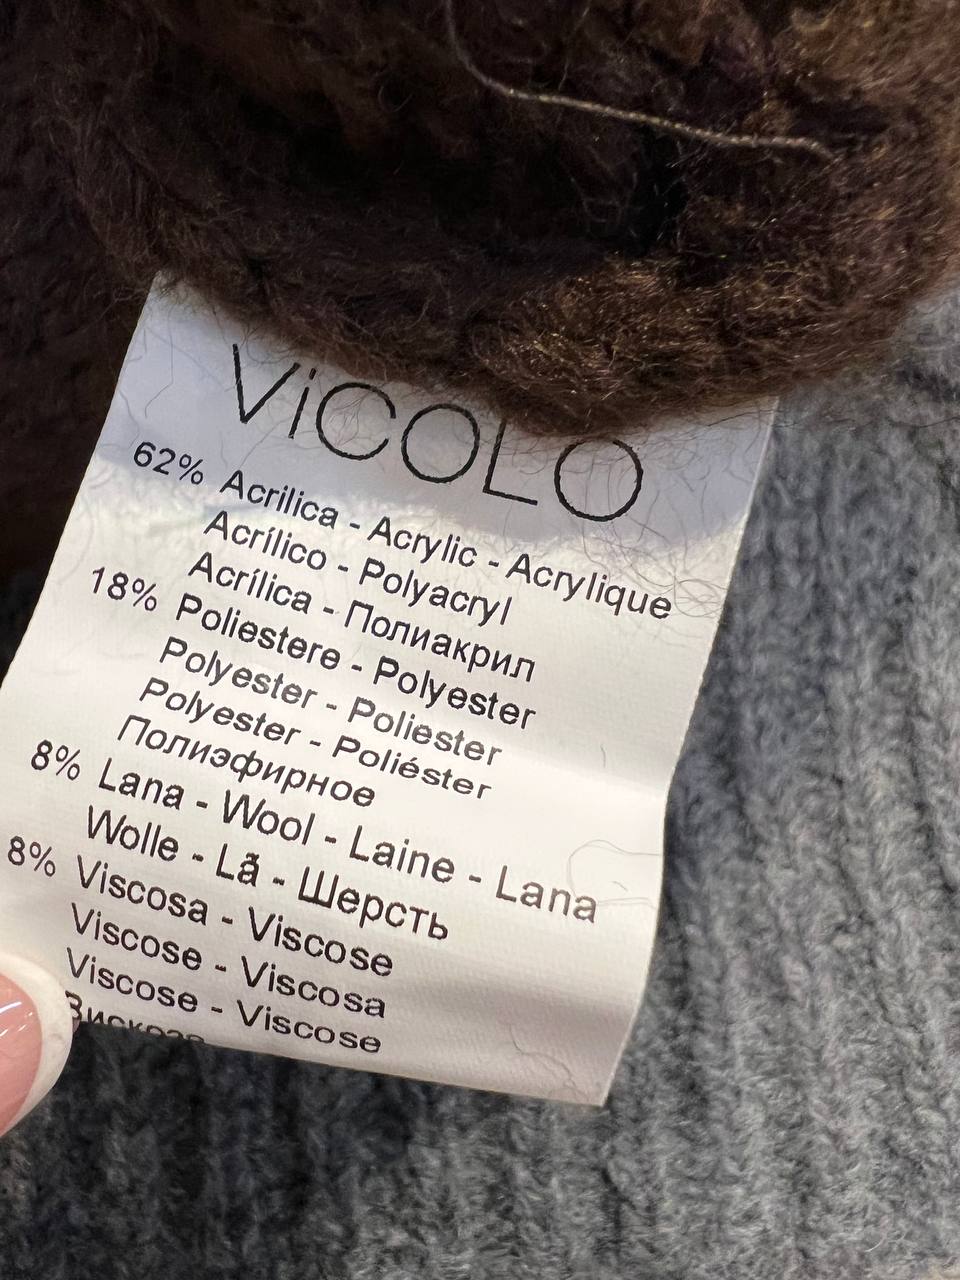 ViCOLO
62% Acrilica - Acrylic - Acrylique
Acrílico - Polyacryl
Acrílica - Полиакрил
18% Poliestere - Polyester
Polyester - Poliester
Polyester - Poliéster
Полиэфирное
8% Lana - Wool - Laine - Lana
Wolle - Lã - Шерсть
8% Viscosa - Viscose
Viscose - Viscosa
Viscose - Viscose